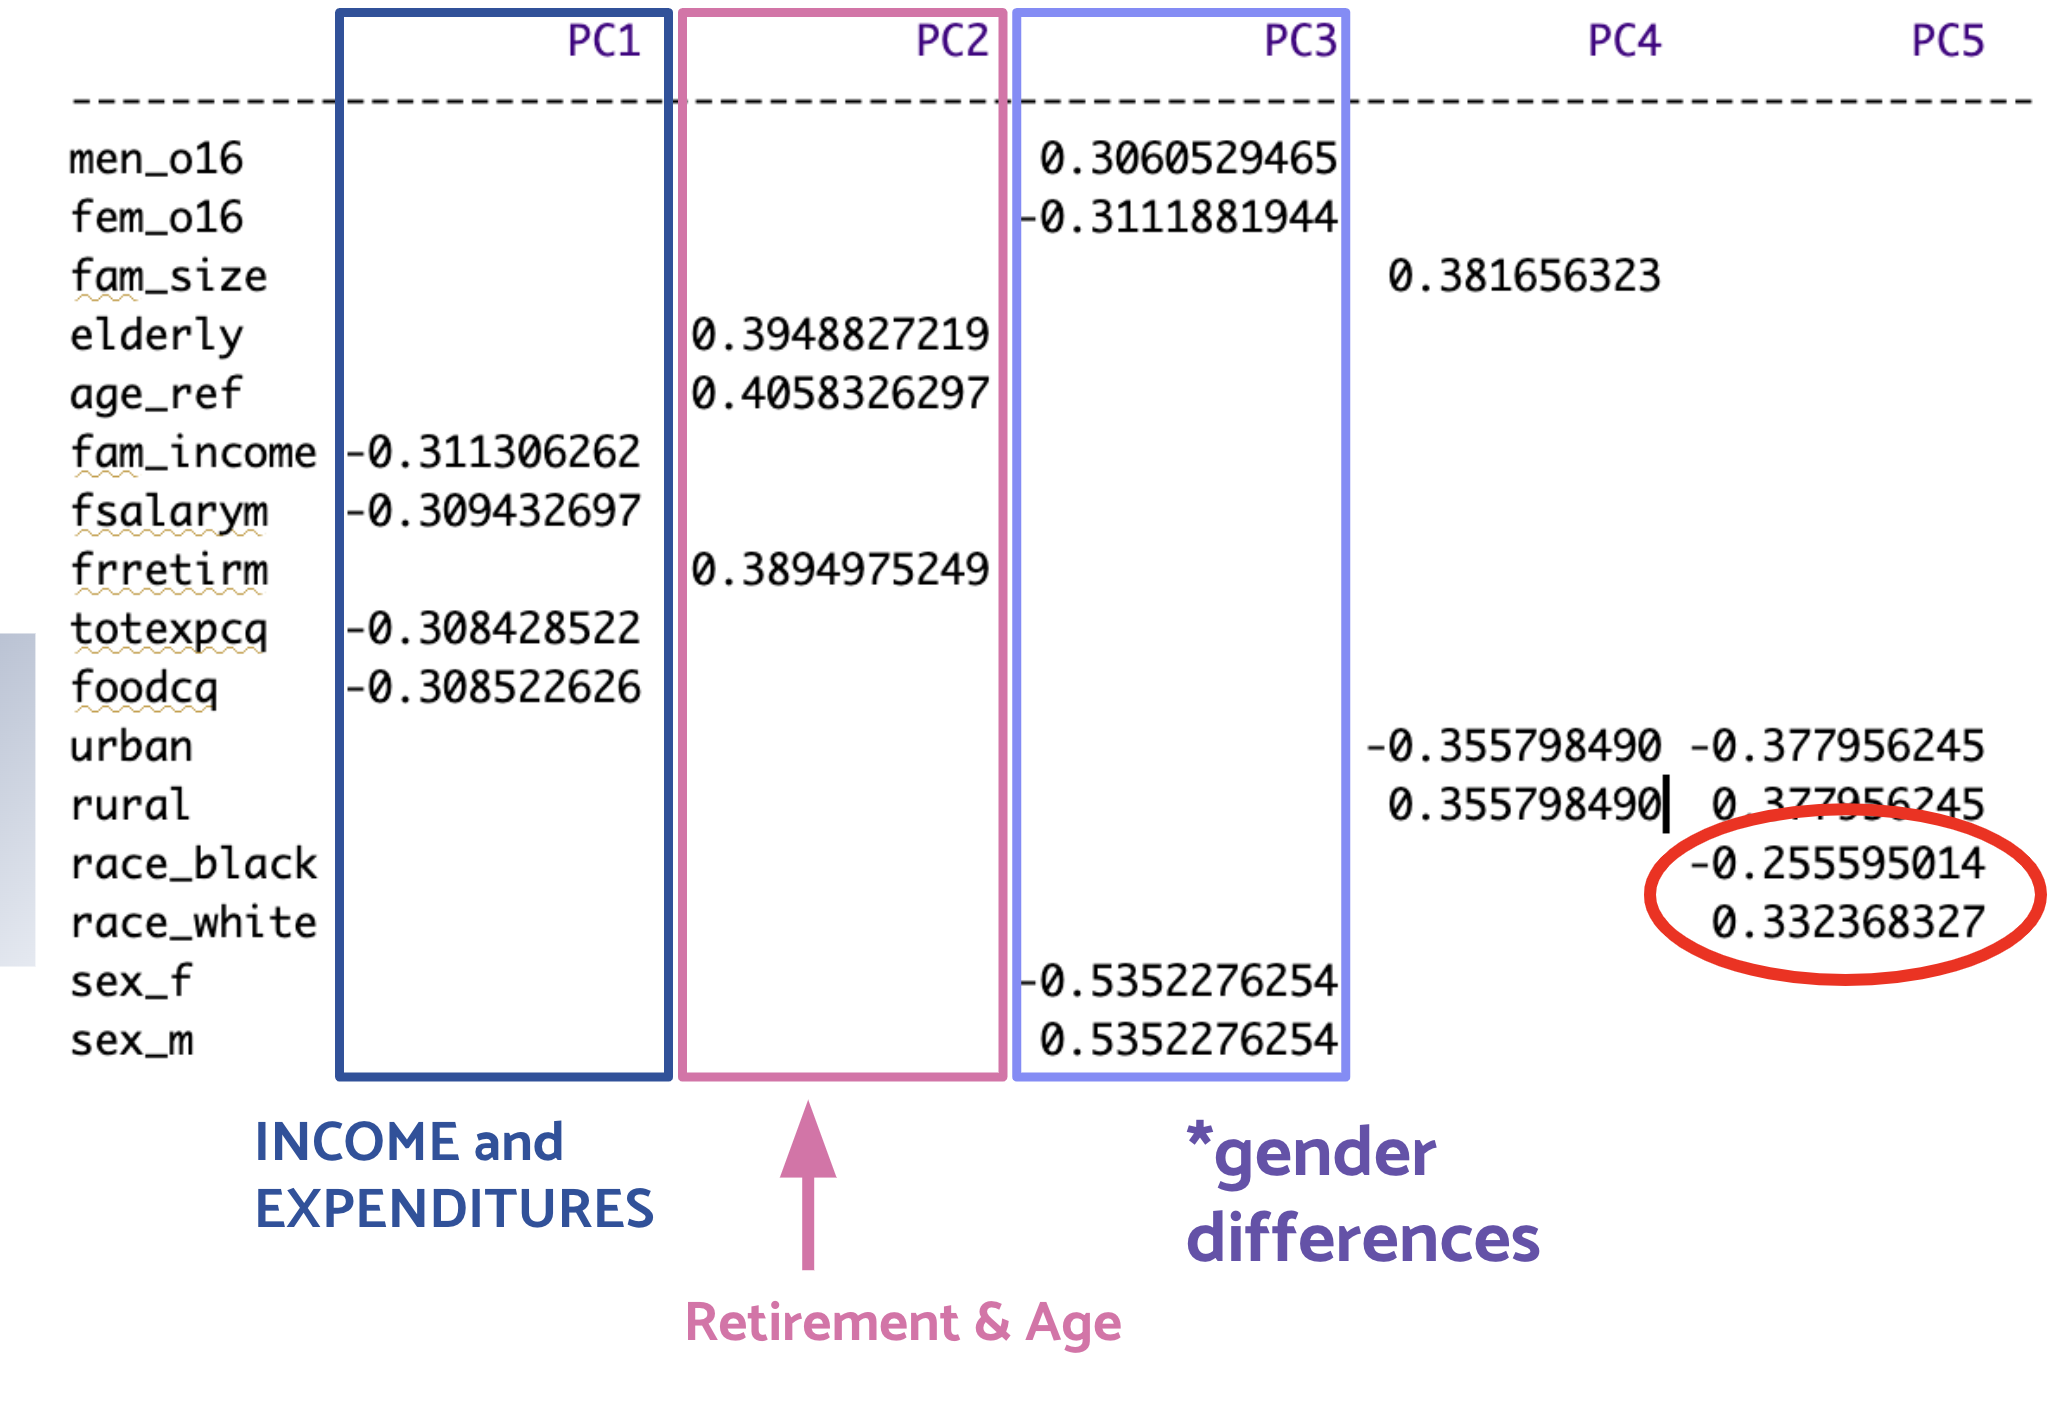 PC1 PC2 PC3 PC4 PC5
--------------------------------------------------------------------------------
men_o16 0.3060529465
fem_o16 -0.3111881944
fam_size 0.381656323
elderly 0.3948827219
age_ref 0.4058326297
fam_income -0.311306262
fsalarym -0.309432697
frretirm 0.3894975249
totexpcq -0.308428522
foodcq -0.308522626
urban -0.355798490 -0.377956245
rural 0.355798490 0.377956245
race_black -0.255595014
race_white 0.332368327
sex_f -0.5352276254
sex_m 0.5352276254
INCOME and
EXPENDITURES
*gender
differences
Retirement & Age